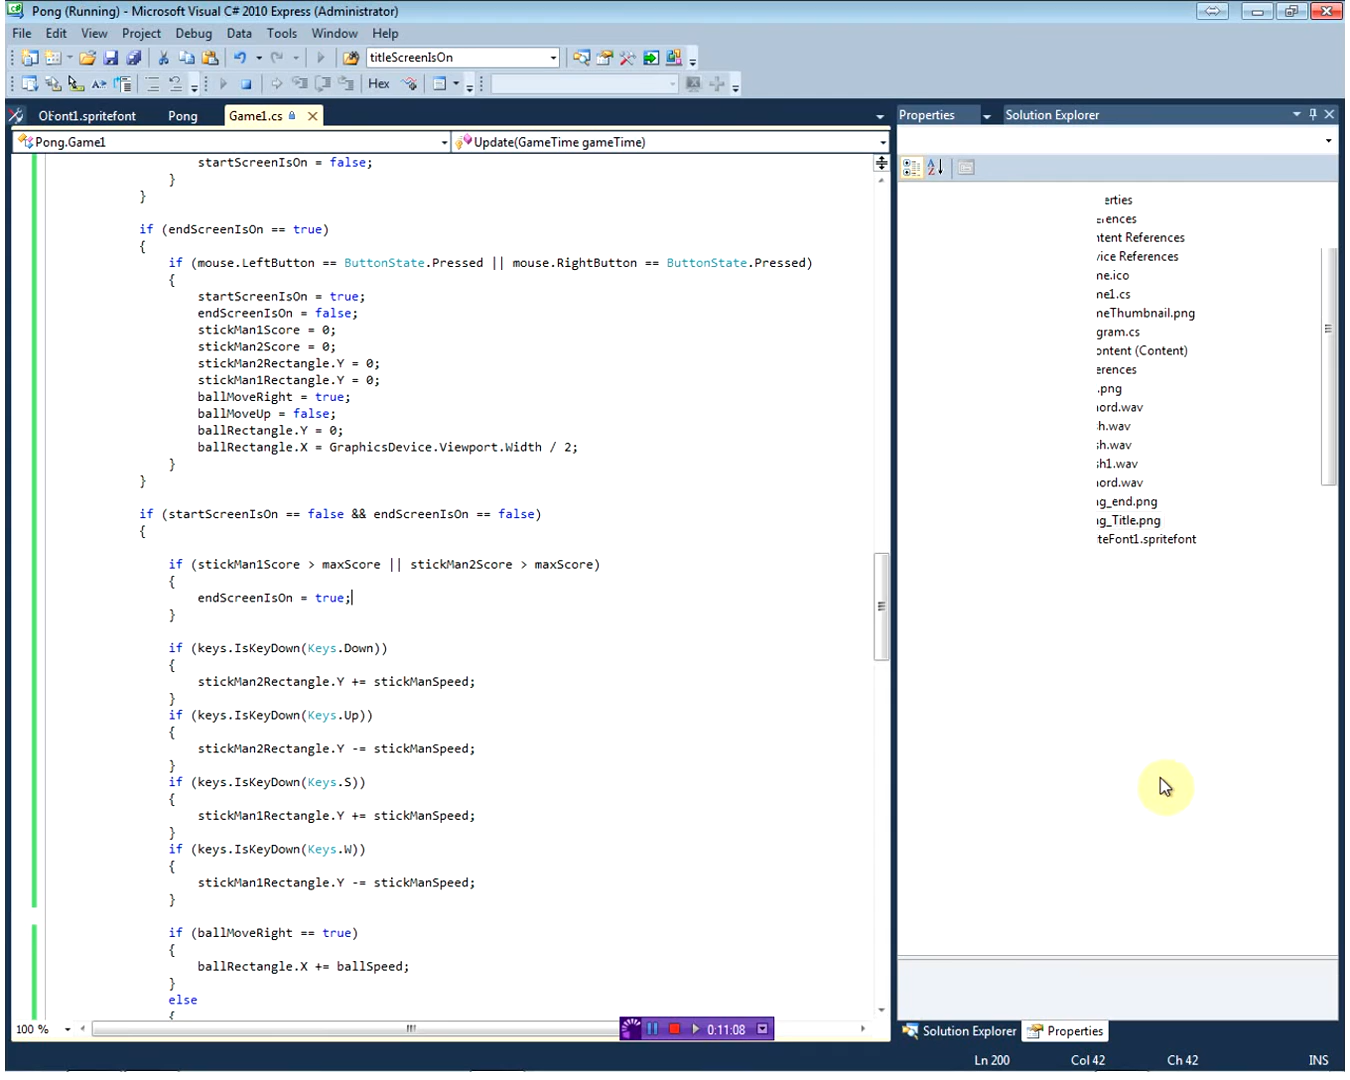 Pong (Running) - Microsoft Visual C# 2010 Express (Administrator)
File Edit View Project Debug Data Tools Window Help
titleScreenIsOn
Hex
OFont1.spritefont Pong Game1.cs
Properties Solution Explorer
Pong.Game1 Update(GameTime gameTime)
startScreenIsOn = false;
}
}
if (endScreenIsOn == true)
{
if (mouse.LeftButton == ButtonState.Pressed || mouse.RightButton == ButtonState.Pressed)
{
startScreenIsOn = true;
endScreenIsOn = false;
stickMan1Score = 0;
stickMan2Score = 0;
stickMan2Rectangle.Y = 0;
stickMan1Rectangle.Y = 0;
ballMoveRight = true;
ballMoveUp = false;
ballRectangle.Y = 0;
ballRectangle.X = GraphicsDevice.Viewport.Width / 2;
}
}
if (startScreenIsOn == false && endScreenIsOn == false)
{
if (stickMan1Score > maxScore || stickMan2Score > maxScore)
{
endScreenIsOn = true;
}
if (keys.IsKeyDown(Keys.Down))
{
stickMan2Rectangle.Y += stickManSpeed;
}
if (keys.IsKeyDown(Keys.Up))
{
stickMan2Rectangle.Y -= stickManSpeed;
}
if (keys.IsKeyDown(Keys.S))
{
stickMan1Rectangle.Y += stickManSpeed;
}
if (keys.IsKeyDown(Keys.W))
{
stickMan1Rectangle.Y -= stickManSpeed;
}
if (ballMoveRight == true)
{
ballRectangle.X += ballSpeed;
}
else
{
erties
ences
ntent References
vice References
ne.ico
ne1.cs
neThumbnail.png
gram.cs
ontent (Content)
erences
.png
ord.wav
h.wav
sh.wav
sh1.wav
ord.wav
ng_end.png
ng_Title.png
teFont1.spritefont
100 %
0:11:08
Solution Explorer Properties
Ln 200 Col 42 Ch 42 INS